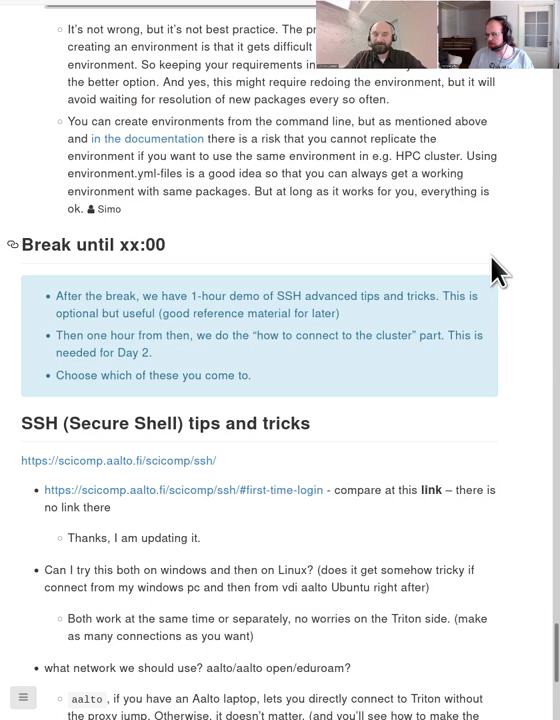 It's not wrong, but it's not best practice. The pr
creating an environment is that it gets difficult
environment. So keeping your requirements in
the better option. And yes, this might require redoing the environment, but it will
avoid waiting for resolution of new packages every so often.
You can create environments from the command line, but as mentioned above
and in the documentation there is a risk that you cannot replicate the
environment if you want to use the same environment in e.g. HPC cluster. Using
environment.yml-files is a good idea so that you can always get a working
environment with same packages. But at long as it works for you, everything is
ok. Simo
Break until xx:00
After the break, we have 1-hour demo of SSH advanced tips and tricks. This is
optional but useful (good reference material for later)
Then one hour from then, we do the “how to connect to the cluster” part. This is
needed for Day 2.
Choose which of these you come to.
SSH (Secure Shell) tips and tricks
https://scicomp.aalto.fi/scicomp/ssh/
https://scicomp.aalto.fi/scicomp/ssh/#first-time-login - compare at this link – there is
no link there
Thanks, I am updating it.
Can I try this both on windows and then on Linux? (does it get somehow tricky if
connect from my windows pc and then from vdi aalto Ubuntu right after)
Both work at the same time or separately, no worries on the Triton side. (make
as many connections as you want)
what network we should use? aalto/aalto open/eduroam?
aalto, if you have an Aalto laptop, lets you directly connect to Triton without
the proxy jump. Otherwise, it doesn't matter. (and you'll see how to make the